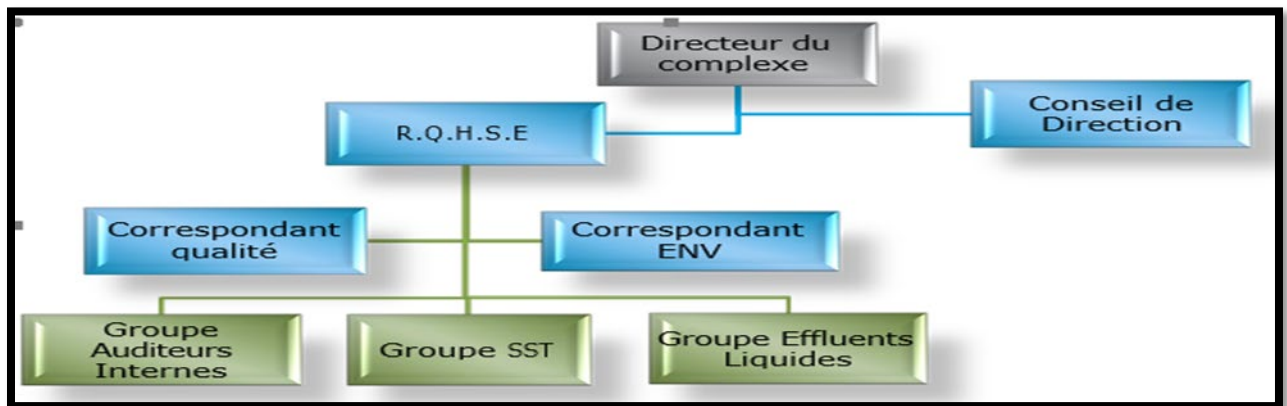 Directeur du
complexe
Conseil de
Direction
R.Q.H.S.E
Correspondant
qualité
Correspondant
ENV
Groupe
Auditeurs
Internes
Groupe SST
Groupe Effluents
Liquides